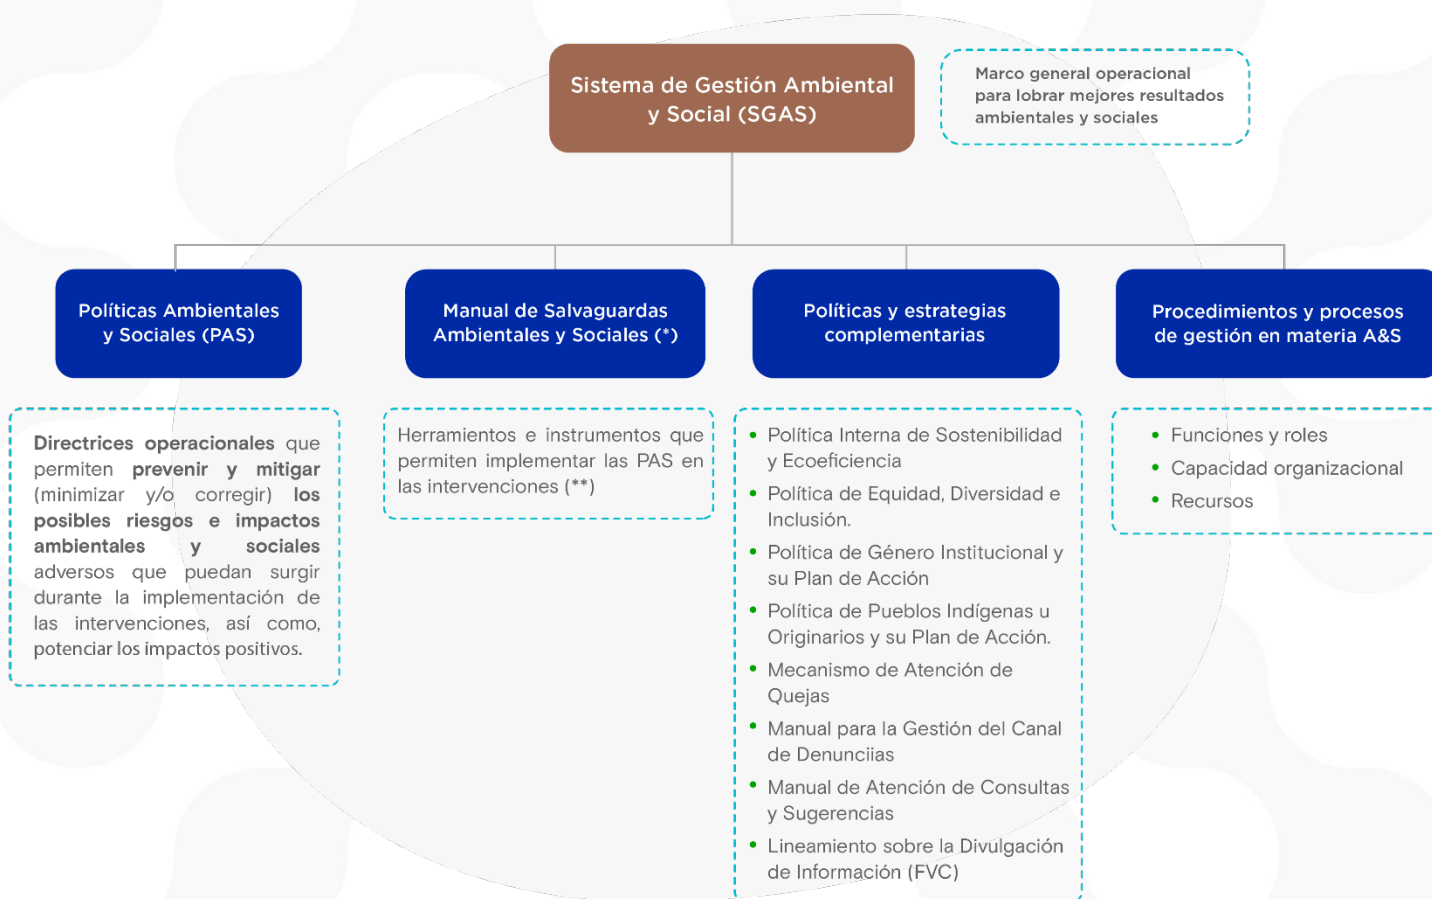 Sistema de Gestión Ambiental
y Social (SGAS)
Marco general operacional
para lobrar mejores resultados
ambientales y sociales
Políticas Ambientales
y Sociales (PAS)
Manual de Salvaguardas
Ambientales y Sociales (*)
Políticas y estrategias
complementarias
Procedimientos y procesos
de gestión en materia A&S
Directrices operacionales que
permiten prevenir y mitigar
(minimizar y/o corregir) los
posibles riesgos e impactos
ambientales y sociales
adversos que puedan surgir
durante la implementación de
las intervenciones, así como,
potenciar los impactos positivos.
Herramientos e instrumentos que
permiten implementar las PAS en
las intervenciones (**)
• Política Interna de Sostenibilidad
y Ecoeficiencia
• Política de Equidad, Diversidad e
Inclusión.
• Política de Género Institucional y
su Plan de Acción
• Política de Pueblos Indígenas u
Originarios y su Plan de Acción.
• Mecanismo de Atención de
Quejas
• Manual para la Gestión del Canal
de Denunciias
• Manual de Atención de Consultas
y Sugerencias
• Lineamiento sobre la Divulgación
de Información (FVC)
• Funciones y roles
• Capacidad organizacional
• Recursos